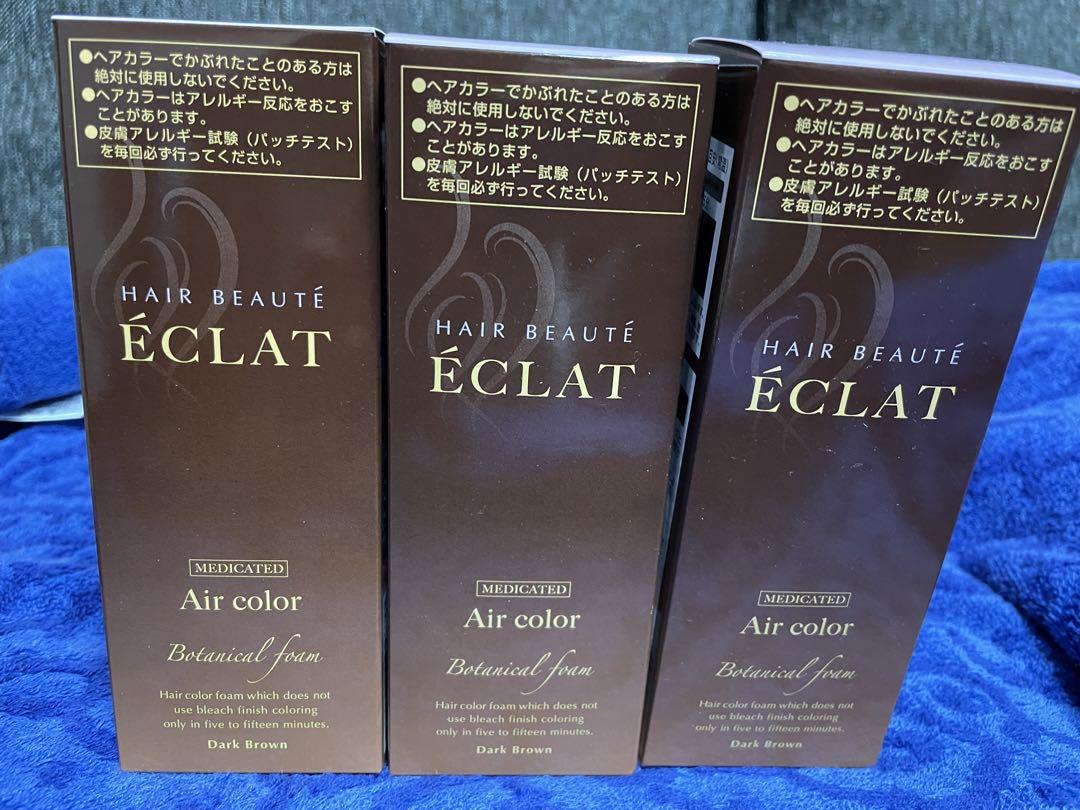 ●ヘアカラーでかぶれたことのある方は
絶対に使用しないでください。
●ヘアカラーはアレルギー反応をおこす
ことがあります。
●皮膚アレルギー試験（パッチテスト）
を毎回必ず行ってください。
HAIR BEAUTÉ
ÉCLAT
MEDICATED
Air color
Botanical foam
Hair color foam which does not
use bleach finish coloring
only in five to fifteen minutes.
Dark Brown
●ヘアカラーでかぶれたことのある方は
絶対に使用しないでください。
●ヘアカラーはアレルギー反応をおこす
ことがあります。
●皮膚アレルギー試験（パッチテスト）
を毎回必ず行ってください。
HAIR BEAUTÉ
ÉCLAT
MEDICATED
Air color
Botanical foam
Hair color foam which does not
use bleach finish coloring
only in five to fifteen minutes.
Dark Brown
●ヘアカラーでかぶれたことのある方は
絶対に使用しないでください。
●ヘアカラーはアレルギー反応をおこす
ことがあります。
●皮膚アレルギー試験（パッチテスト）
を毎回必ず行ってください。
HAIR BEAUTÉ
ÉCLAT
MEDICATED
Air color
Botanical foam
Hair color foam which does not
use bleach finish coloring
only in five to fifteen minutes.
Dark Brown